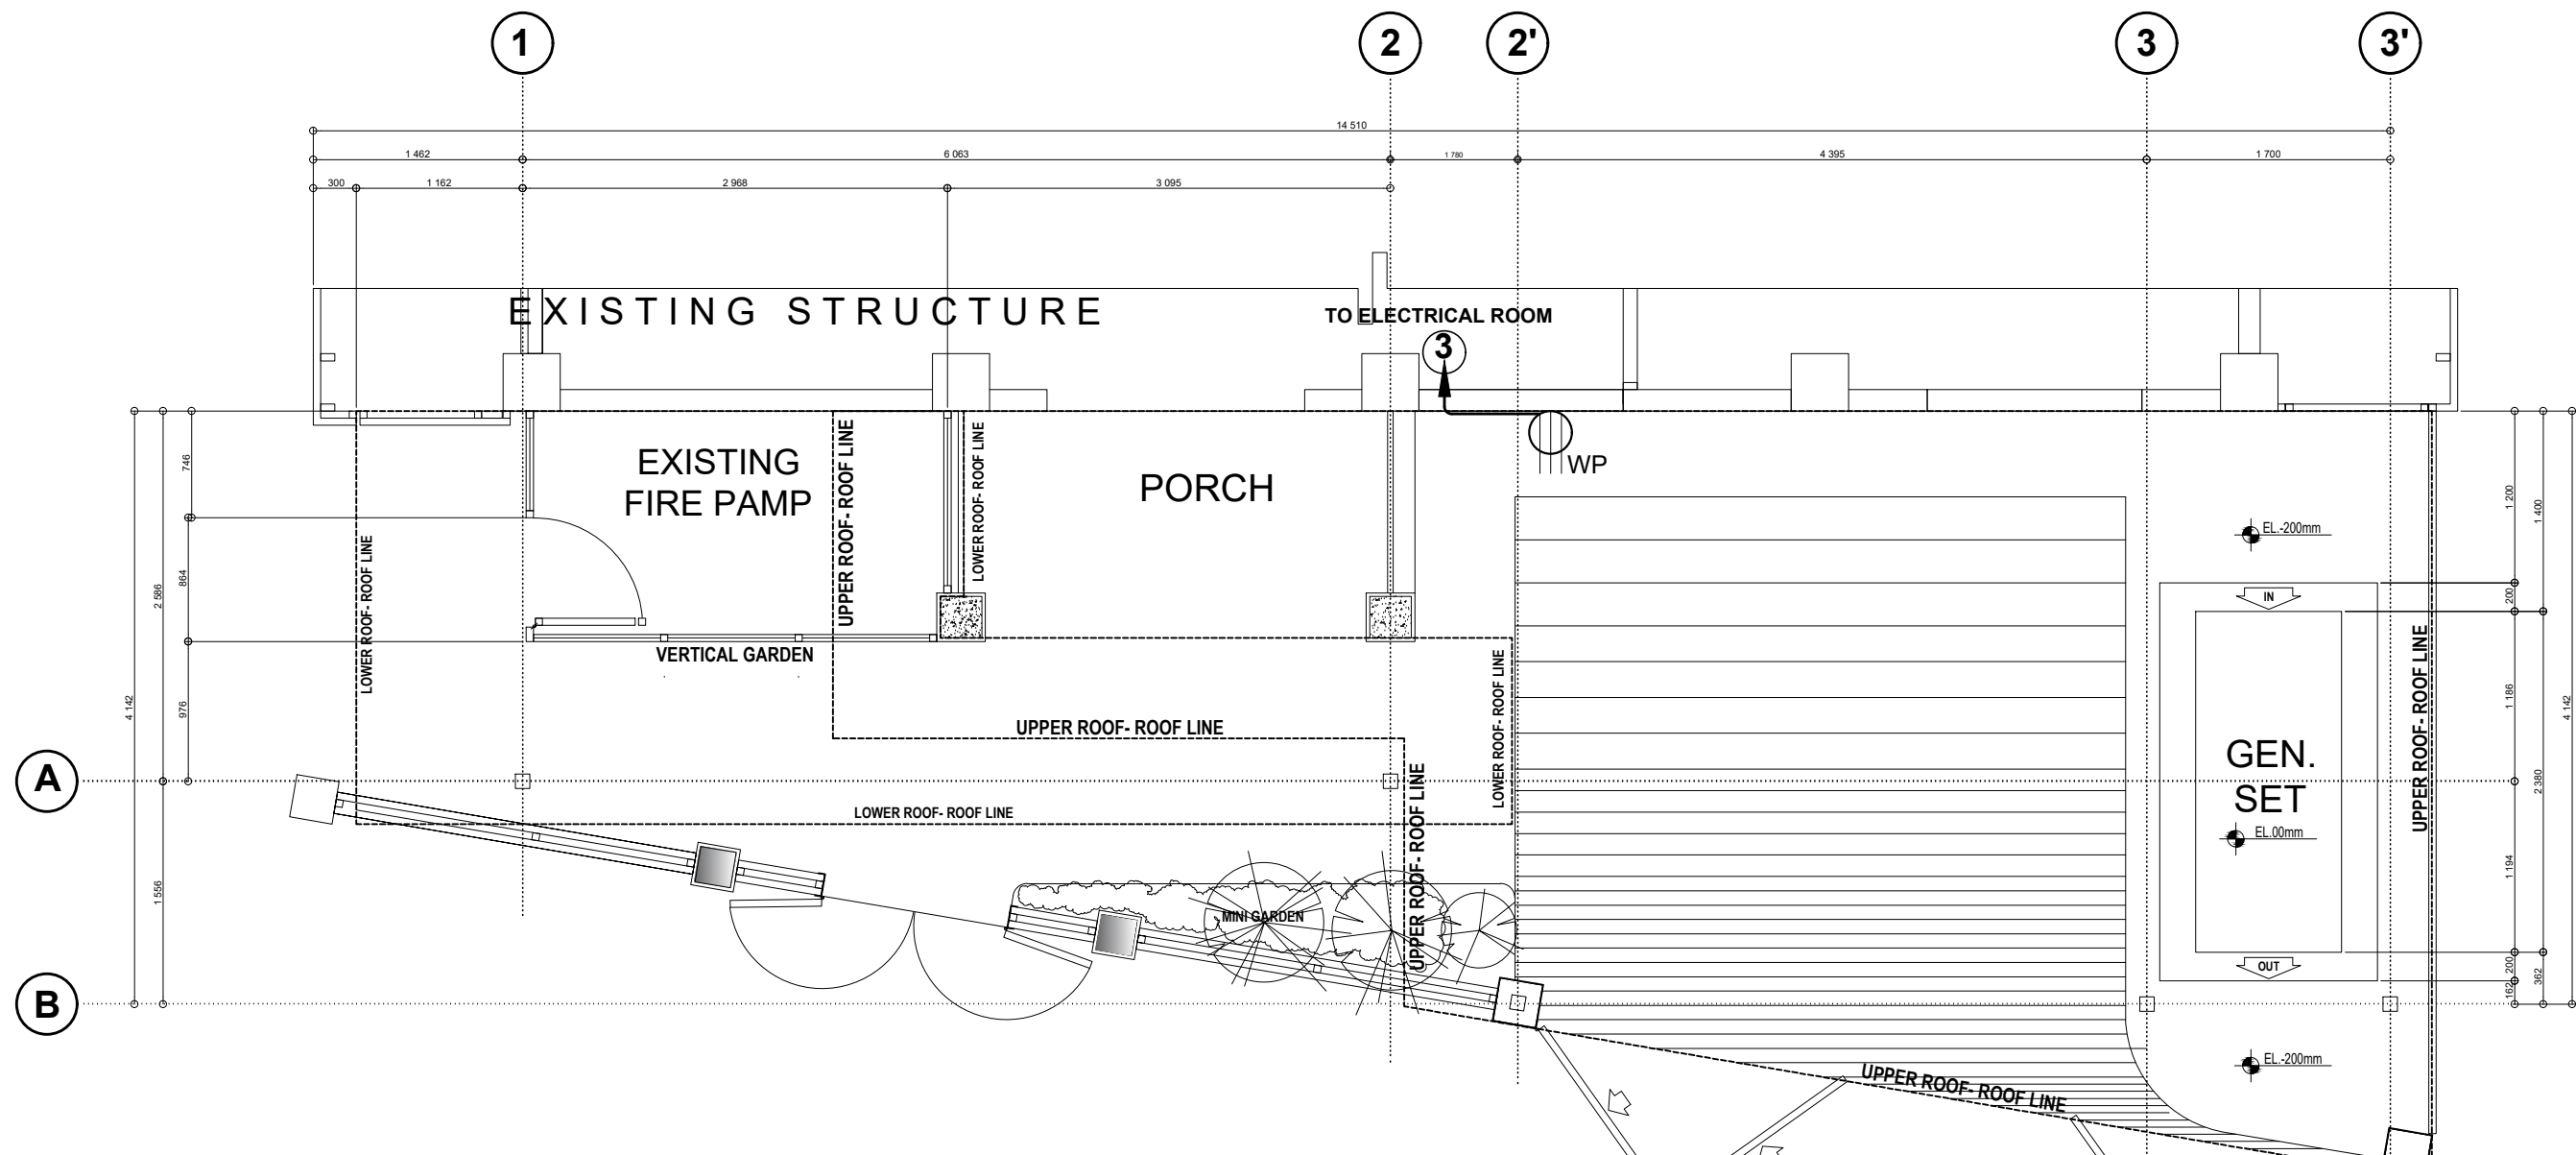 1
2
2'
3
3'
14 510
1 462
6 063
1 780
4 395
1 700
300
1 162
2 968
3 095
EXISTING STRUCTURE
TO ELECTRICAL ROOM
3
WP
EXISTING
FIRE PAMP
PORCH
UPPER ROOF- ROOF LINE
LOWER ROOF- ROOF LINE
LOWER ROOF- ROOF LINE
VERTICAL GARDEN
UPPER ROOF- ROOF LINE
LOWER ROOF- ROOF LINE
LOWER ROOF- ROOF LINE
UPPER ROOF- ROOF LINE
MINI GARDEN
746
864
976
2 586
4 142
1 556
A
B
EL.-200mm
IN
GEN.
SET
EL.00mm
OUT
EL.-200mm
UPPER ROOF- ROOF LINE
UPPER ROOF- ROOF LINE
1 200
200
1 186
1 194
200
162
1 400
2 380
362
4 142